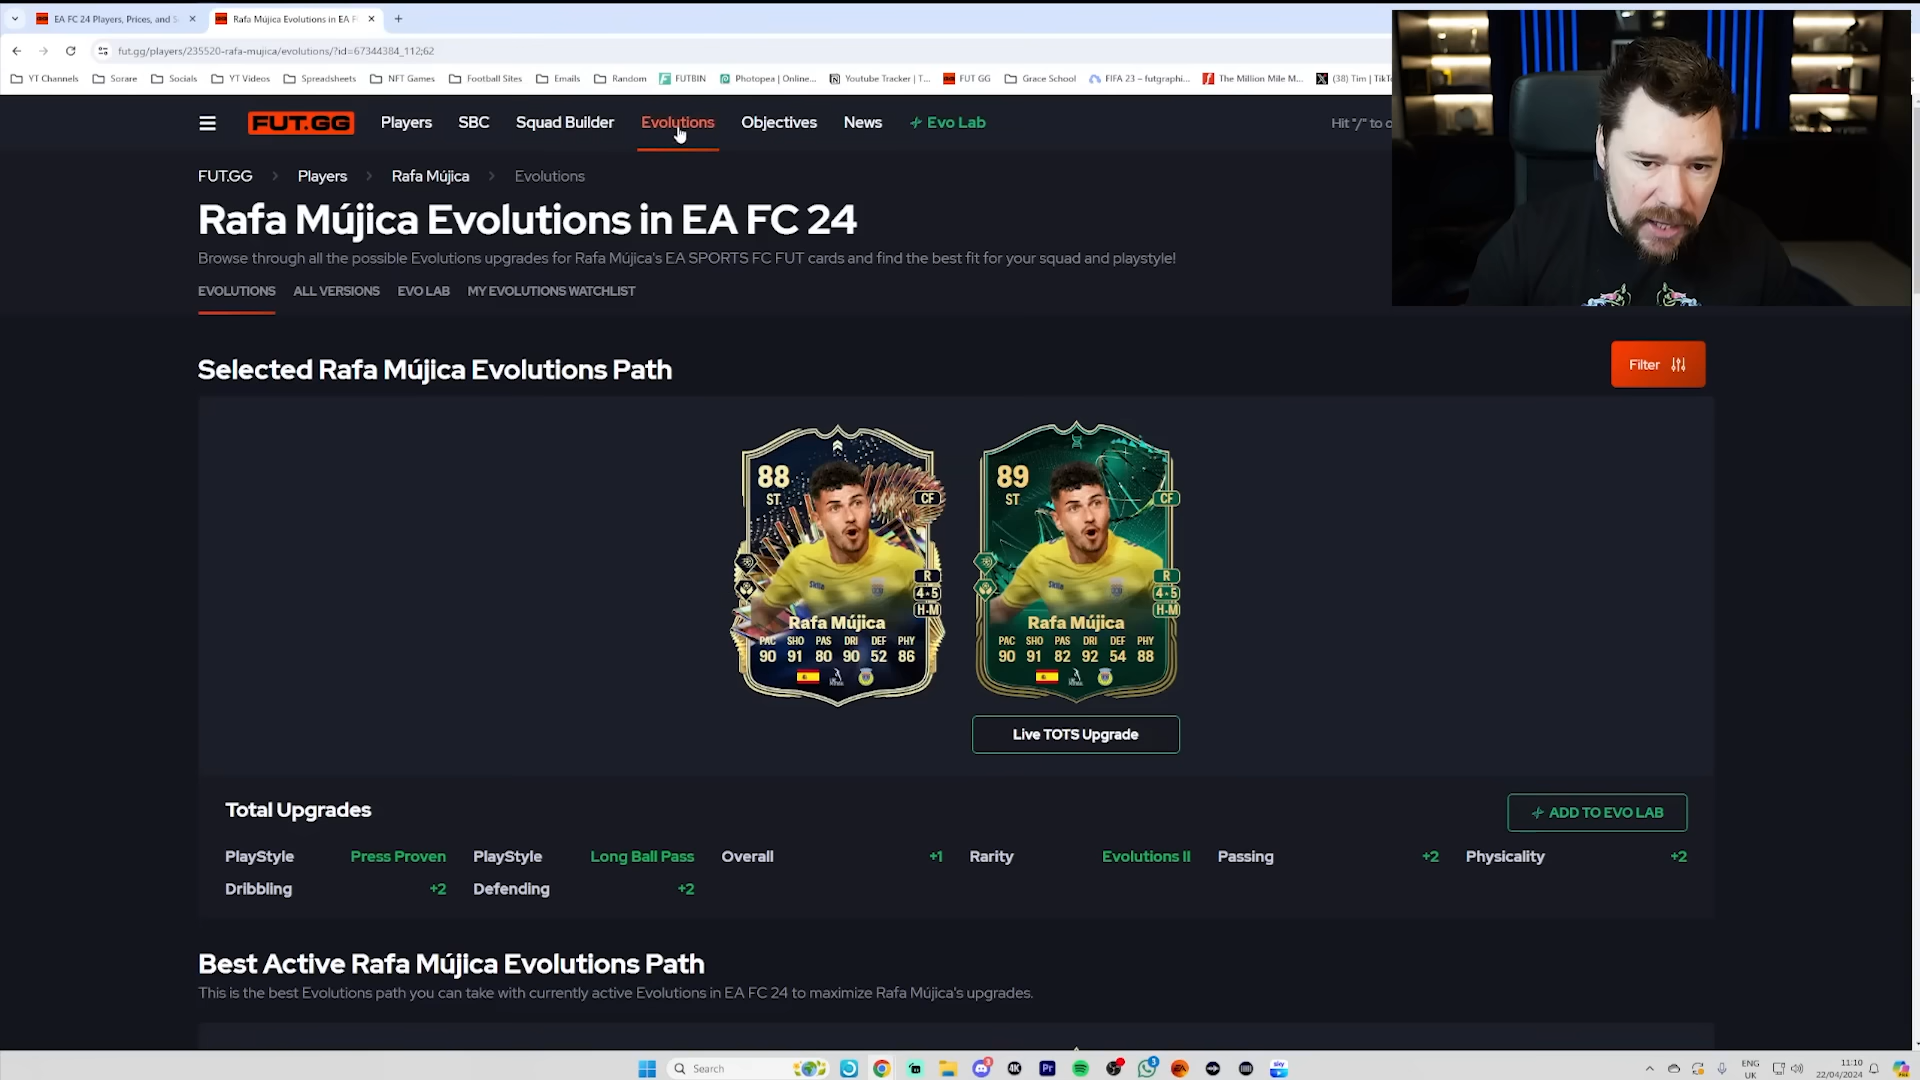 EA FC 24 Players, Prices, and S
Rafa Mújica Evolutions in EA F
fut.gg/players/235520-rafa-mujica/evolutions/?id=67344384_112;62
YT Channels Sorare Socials YT Videos Spreadsheets NFT Games Football Sites Emails Random FUTBIN Photopea | Online... Youtube Tracker | T... FUT GG Grace School FIFA 23 – futgraphi... The Million Mile M... (38) Tim | TikT
FUT.GG Players SBC Squad Builder Evolutions Objectives News Evo Lab Hit "/" to o
FUT.GG > Players > Rafa Mújica > Evolutions
Rafa Mújica Evolutions in EA FC 24
Browse through all the possible Evolutions upgrades for Rafa Mújica's EA SPORTS FC FUT cards and find the best fit for your squad and playstyle!
EVOLUTIONS ALL VERSIONS EVO LAB MY EVOLUTIONS WATCHLIST
Selected Rafa Mújica Evolutions Path
Filter
88
ST
CF
R
4★5
H·M
Rafa Mújica
PAC SHO PAS DRI DEF PHY
90 91 80 90 52 86
89
ST
CF
R
4★5
H·M
Rafa Mújica
PAC SHO PAS DRI DEF PHY
90 91 82 92 54 88
Live TOTS Upgrade
Total Upgrades
ADD TO EVO LAB
PlayStyle Press Proven PlayStyle Long Ball Pass Overall +1 Rarity Evolutions II Passing +2 Physicality +2
Dribbling +2 Defending +2
Best Active Rafa Mújica Evolutions Path
This is the best Evolutions path you can take with currently active Evolutions in EA FC 24 to maximize Rafa Mújica's upgrades.
Search
4K
Pr
sky
ENG
UK
11:10
22/04/2024